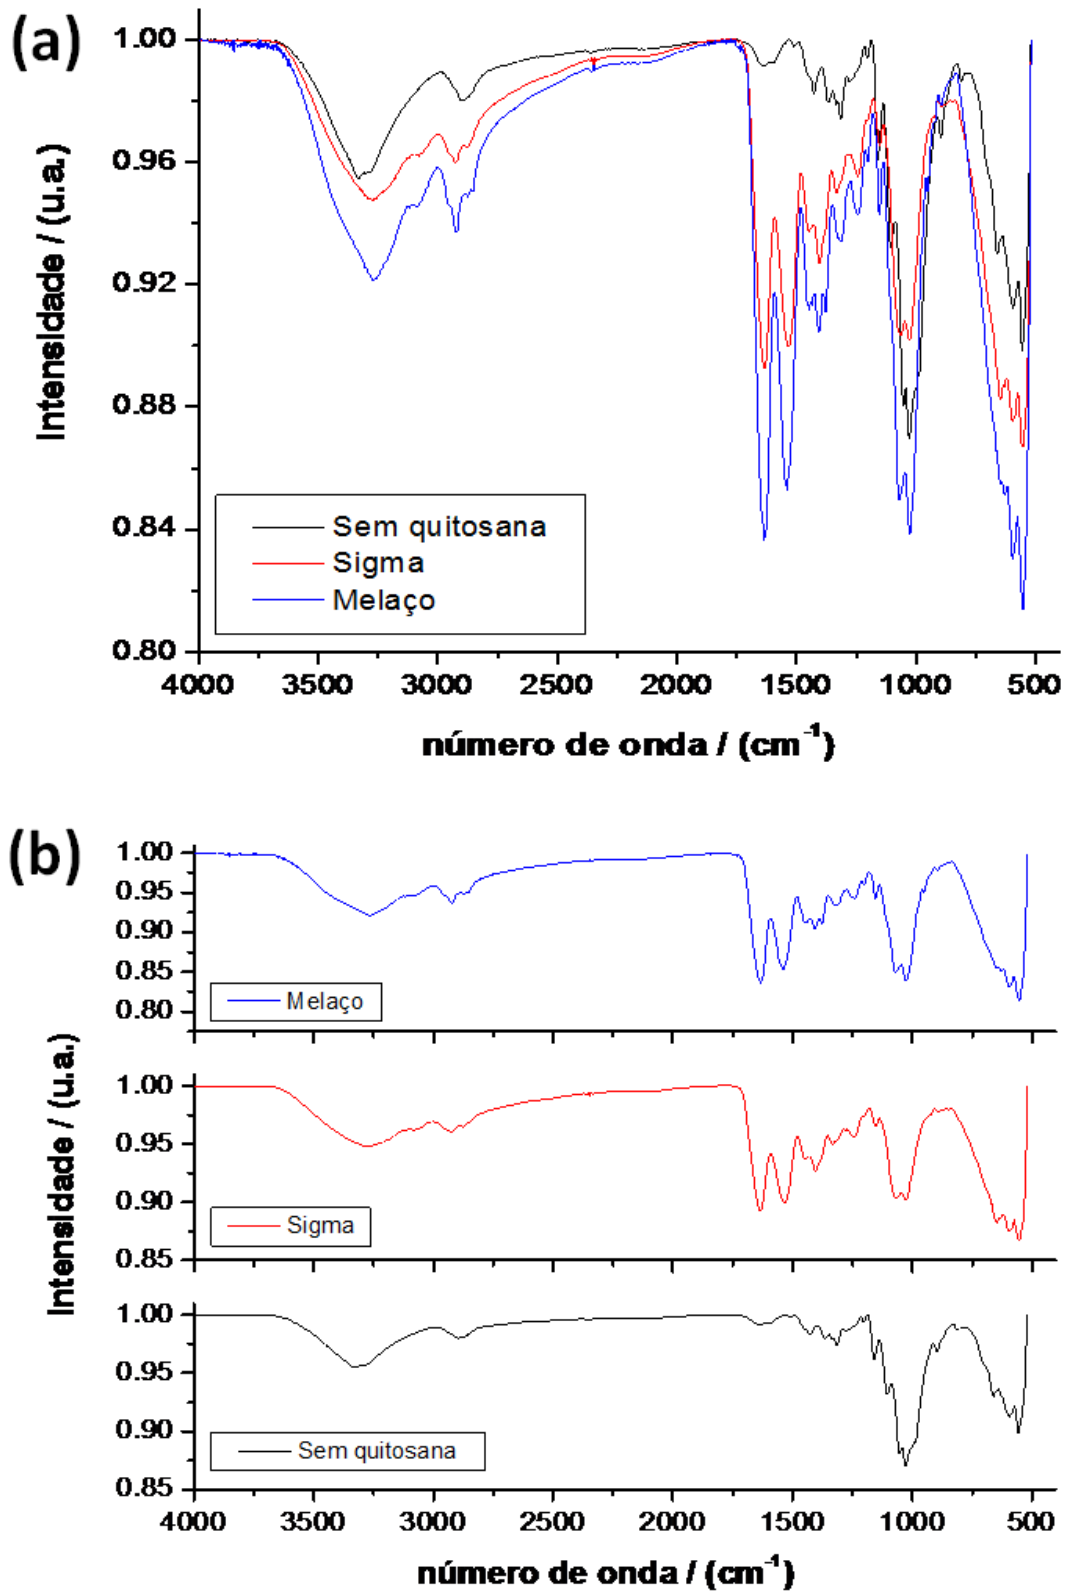 (a)
Intensidade / (u.a.)
1.00
0.96
0.92
0.88
0.84
0.80
Sem quitosana
Sigma
Melaço
4000 3500 3000 2500 2000 1500 1000 500
número de onda / (cm⁻¹)
(b)
Intensidade / (u.a.)
1.00
0.95
0.90
0.85
0.80
Melaço
1.00
0.95
0.90
0.85
Sigma
1.00
0.95
0.90
0.85
Sem quitosana
4000 3500 3000 2500 2000 1500 1000 500
número de onda / (cm⁻¹)